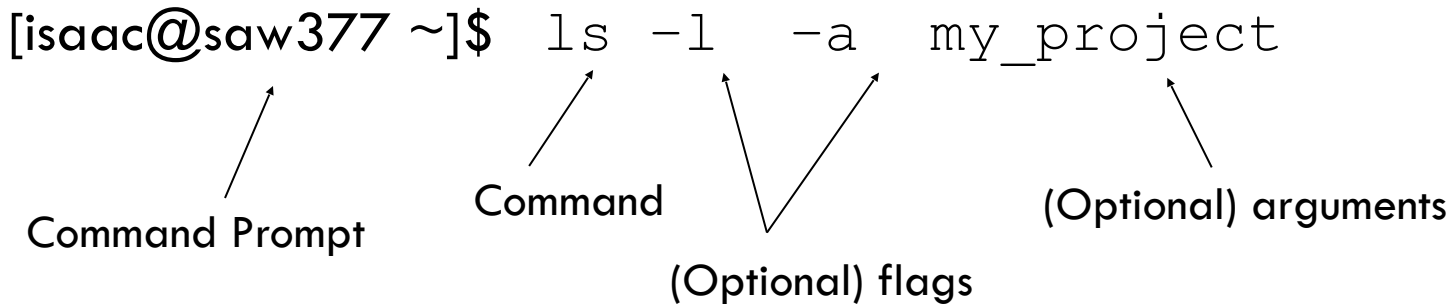 [isaac@saw377 ~]$ ls -l -a my_project
Command Prompt
Command
(Optional) flags
(Optional) arguments